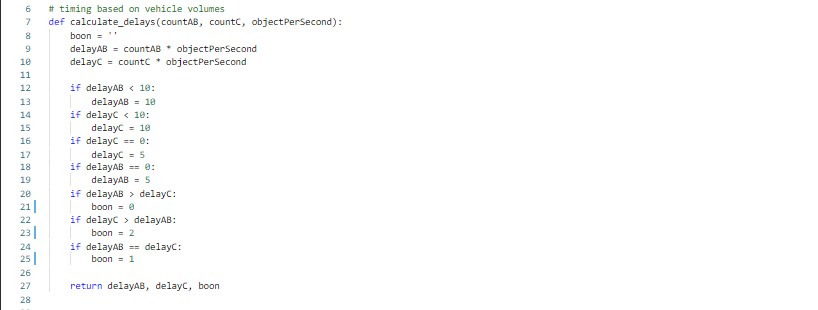 6 # timing based on vehicle volumes
7 def calculate_delays(countAB, countC, objectPerSecond):
8     boon = ''
9     delayAB = countAB * objectPerSecond
10     delayC = countC * objectPerSecond
11
12     if delayAB < 10:
13         delayAB = 10
14     if delayC < 10:
15         delayC = 10
16     if delayC == 0:
17         delayC = 5
18     if delayAB == 0:
19         delayAB = 5
20     if delayAB > delayC:
21         boon = 0
22     if delayC > delayAB:
23         boon = 2
24     if delayAB == delayC:
25         boon = 1
26
27     return delayAB, delayC, boon
28